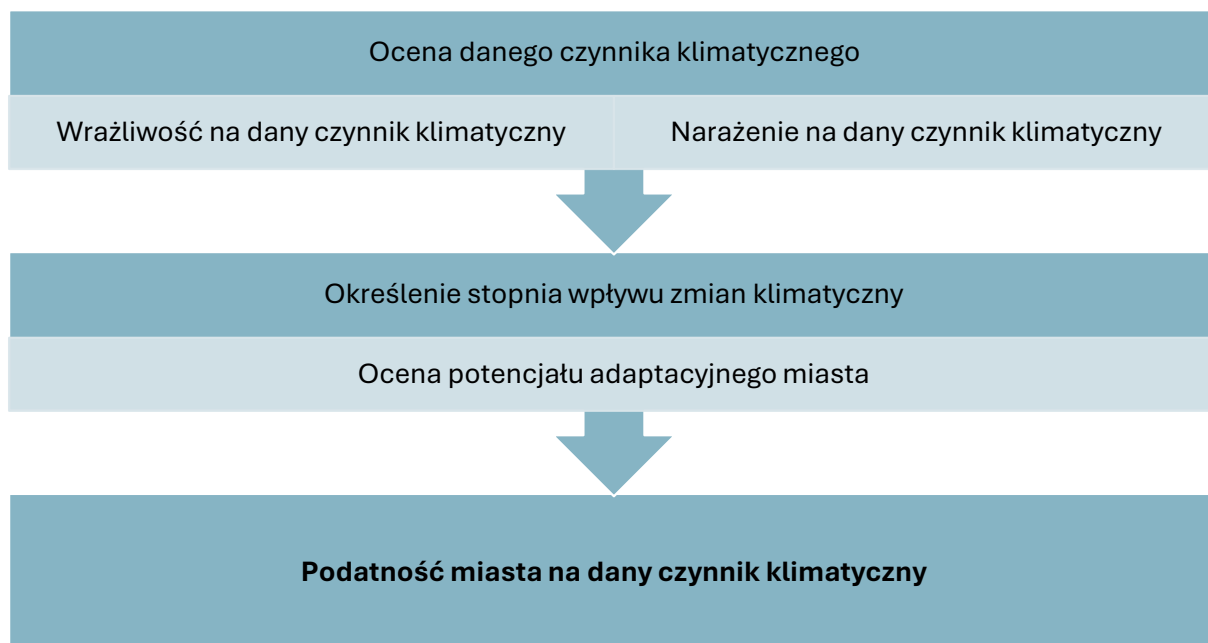 Ocena danego czynnika klimatycznego
Wrażliwość na dany czynnik klimatyczny
Narażenie na dany czynnik klimatyczny
Określenie stopnia wpływu zmian klimatyczny
Ocena potencjału adaptacyjnego miasta
Podatność miasta na dany czynnik klimatyczny